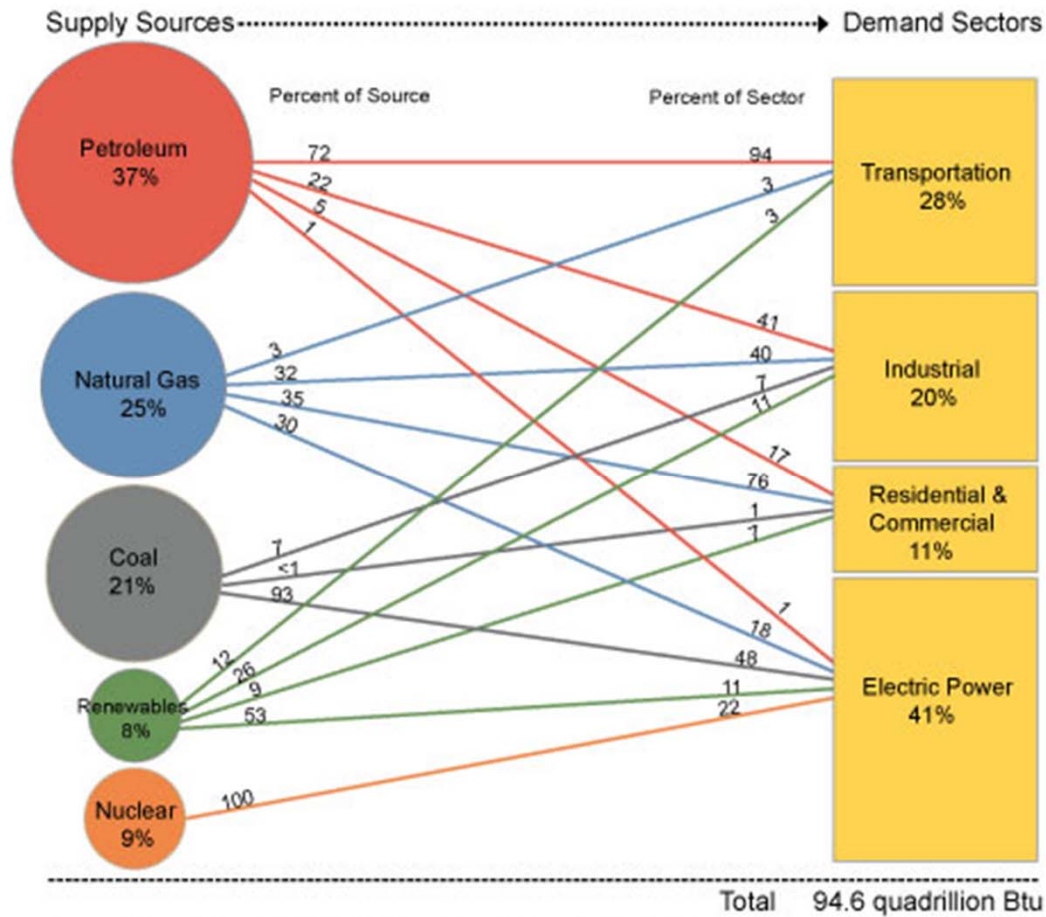 Supply Sources
Demand Sectors
Percent of Source
Percent of Sector
Petroleum
37%
72
22
5
1
94
3
3
Transportation
28%
Natural Gas
25%
3
32
35
30
41
40
7
11
Industrial
20%
Coal
21%
7
<1
93
17
76
1
7
Residential &
Commercial
11%
Renewables
8%
12
26
9
53
1
18
48
11
22
Electric Power
41%
Nuclear
9%
100
Total 94.6 quadrillion Btu